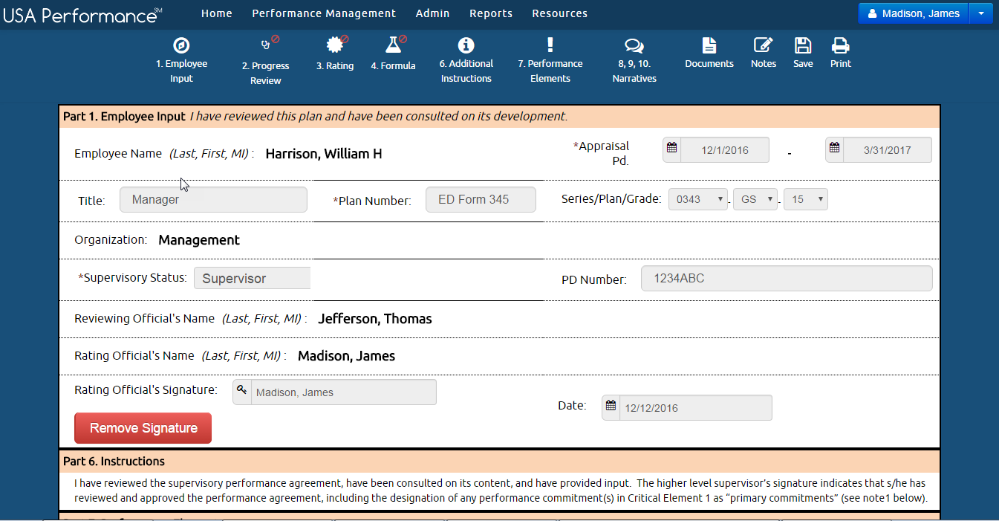 USA Performance℠
Home Performance Management Admin Reports Resources
Madison, James
1. Employee Input
2. Progress Review
3. Rating
4. Formula
6. Additional Instructions
7. Performance Elements
8, 9, 10. Narratives
Documents
Notes
Save
Print
Part 1. Employee Input I have reviewed this plan and have been consulted on its development.
Employee Name (Last, First, MI) : Harrison, William H
*Appraisal Pd. 12/1/2016 - 3/31/2017
Title: Manager *Plan Number: ED Form 345 Series/Plan/Grade: 0343 - GS - 15
Organization: Management
*Supervisory Status: Supervisor PD Number: 1234ABC
Reviewing Official's Name (Last, First, MI) : Jefferson, Thomas
Rating Official's Name (Last, First, MI) : Madison, James
Rating Official's Signature: Madison, James
Date: 12/12/2016
Remove Signature
Part 6. Instructions
I have reviewed the supervisory performance agreement, have been consulted on its content, and have provided input. The higher level supervisor's signature indicates that s/he has
reviewed and approved the performance agreement, including the designation of any performance commitment(s) in Critical Element 1 as “primary commitments” (see note1 below).